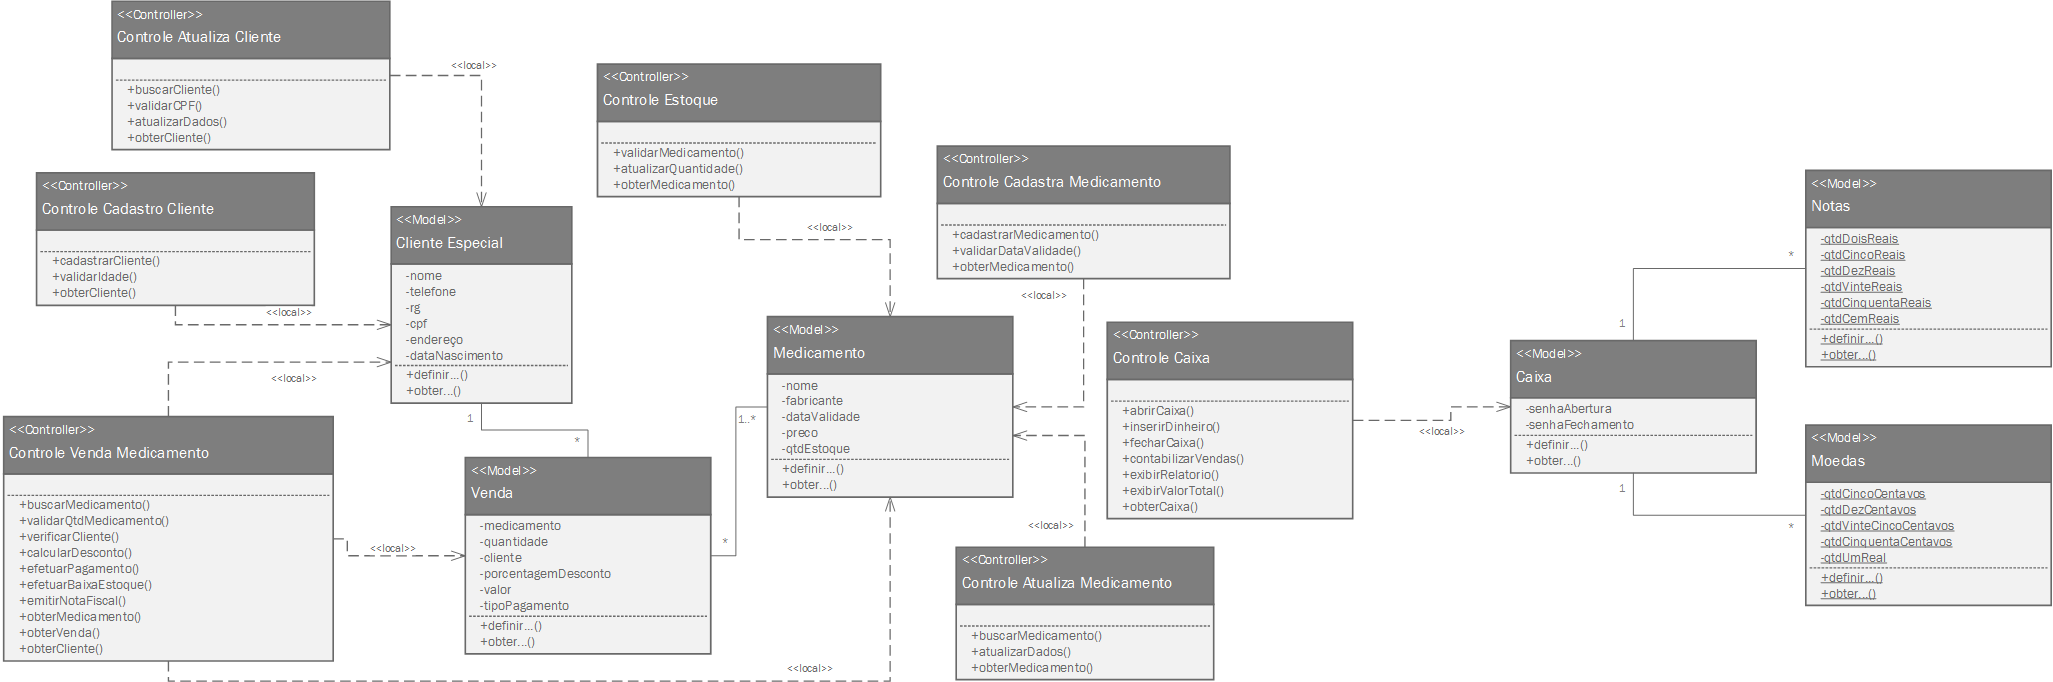 <<Controller>>
Controle Atualiza Cliente
+buscarCliente()
+validarCPF()
+atualizarDados()
+obterCliente()
<<local>>
<<Controller>>
Controle Cadastro Cliente
+cadastrarCliente()
+validarIdade()
+obterCliente()
<<local>>
<<Model>>
Cliente Especial
-nome
-telefone
-rg
-cpf
-endereço
-dataNascimento
+definir...()
+obter...()
<<local>>
1
*
<<Controller>>
Controle Venda Medicamento
+buscarMedicamento()
+validarQtdMedicamento()
+verificarCliente()
+calcularDesconto()
+efetuarPagamento()
+efetuarBaixaEstoque()
+emitirNotaFiscal()
+obterMedicamento()
+obterVenda()
+obterCliente()
<<local>>
<<Model>>
Venda
-medicamento
-quantidade
-cliente
-porcentagemDesconto
-valor
-tipoPagamento
+definir...()
+obter...()
<<local>>
*
1..*
<<Controller>>
Controle Estoque
+validarMedicamento()
+atualizarQuantidade()
+obterMedicamento()
<<local>>
<<Controller>>
Controle Cadastra Medicamento
+cadastrarMedicamento()
+validarDataValidade()
+obterMedicamento()
<<local>>
<<Model>>
Medicamento
-nome
-fabricante
-dataValidade
-preco
-qtdEstoque
+definir...()
+obter...()
<<local>>
<<Controller>>
Controle Atualiza Medicamento
+buscarMedicamento()
+atualizarDados()
+obterMedicamento()
<<Controller>>
Controle Caixa
+abrirCaixa()
+inserirDinheiro()
+fecharCaixa()
+contabilizarVendas()
+exibirRelatorio()
+exibirValorTotal()
+obterCaixa()
<<local>>
<<Model>>
Caixa
-senhaAbertura
-senhaFechamento
+definir...()
+obter...()
1
*
1
*
<<Model>>
Notas
-qtdDoisReais
-qtdCincoReais
-qtdDezReais
-qtdVinteReais
-qtdCinquentaReais
-qtdCemReais
+definir...()
+obter...()
<<Model>>
Moedas
-qtdCincoCentavos
-qtdDezCentavos
-qtdVinteCincoCentavos
-qtdCinquentaCentavos
-qtdUmReal
+definir...()
+obter...()